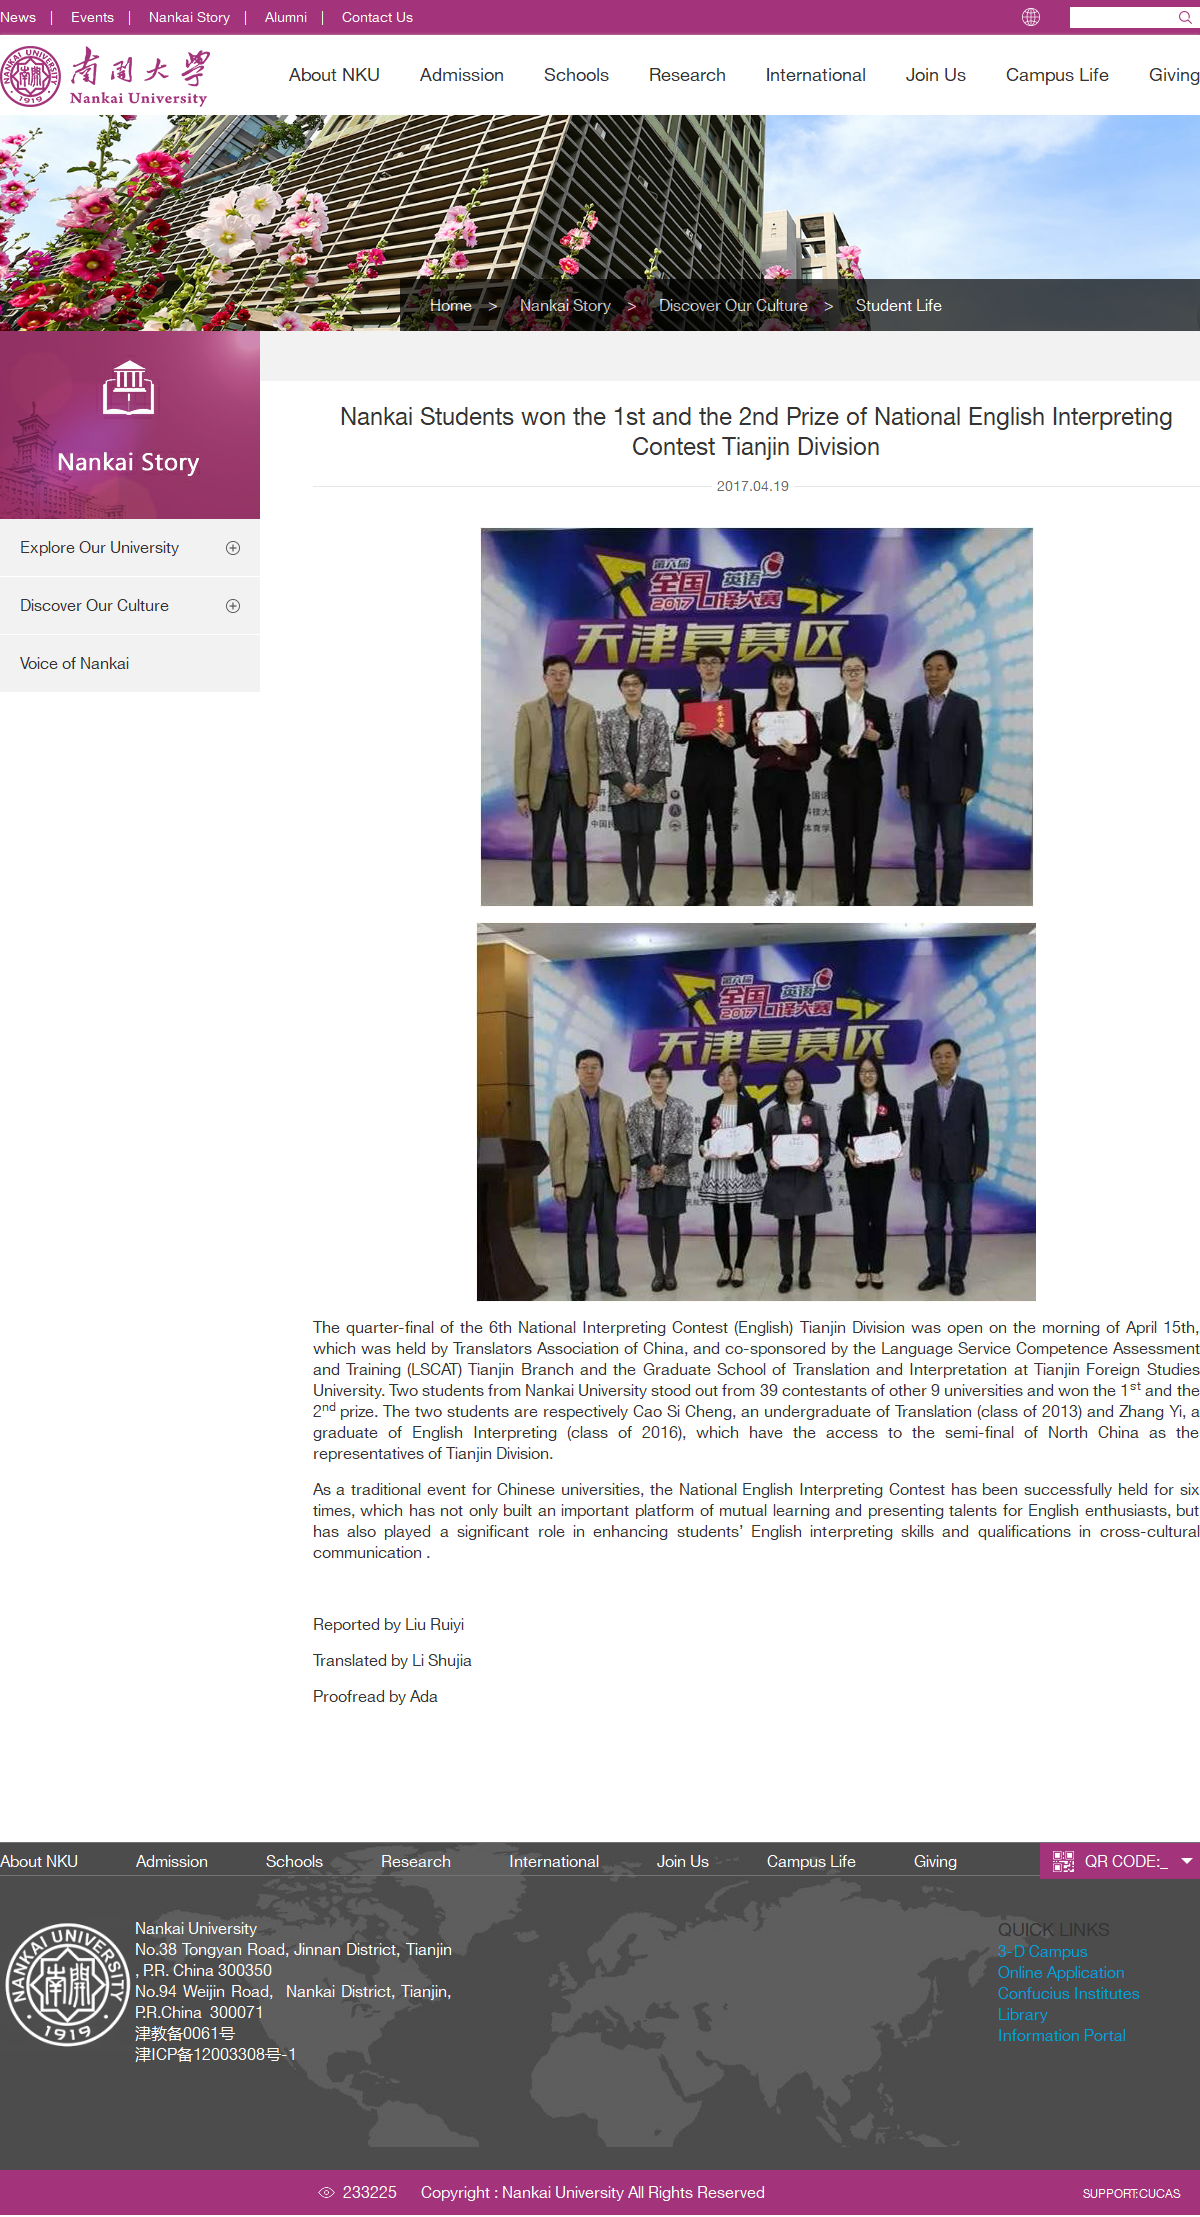 News | Events | Nankai Story | Alumni | Contact Us
NANKAI UNIVERSITY 1919
南開大學
Nankai University
About NKU Admission Schools Research International Join Us Campus Life Giving
Home > Nankai Story > Discover Our Culture > Student Life
Nankai Story
Explore Our University
Discover Our Culture
Voice of Nankai
Nankai Students won the 1st and the 2nd Prize of National English Interpreting
Contest Tianjin Division
2017.04.19
第六届
全国英语
2017口译大赛
天津复赛区
第六届
全国英语
2017口译大赛
天津复赛区
The quarter-final of the 6th National Interpreting Contest (English) Tianjin Division was open on the morning of April 15th,
which was held by Translators Association of China, and co-sponsored by the Language Service Competence Assessment
and Training (LSCAT) Tianjin Branch and the Graduate School of Translation and Interpretation at Tianjin Foreign Studies
University. Two students from Nankai University stood out from 39 contestants of other 9 universities and won the 1st and the
2nd prize. The two students are respectively Cao Si Cheng, an undergraduate of Translation (class of 2013) and Zhang Yi, a
graduate of English Interpreting (class of 2016), which have the access to the semi-final of North China as the
representatives of Tianjin Division.
As a traditional event for Chinese universities, the National English Interpreting Contest has been successfully held for six
times, which has not only built an important platform of mutual learning and presenting talents for English enthusiasts, but
has also played a significant role in enhancing students’ English interpreting skills and qualifications in cross-cultural
communication .
Reported by Liu Ruiyi
Translated by Li Shujia
Proofread by Ada
About NKU Admission Schools Research International Join Us Campus Life Giving
QR CODE:_
NANKAI UNIVERSITY 1919
Nankai University
No.38 Tongyan Road, Jinnan District, Tianjin
, P.R. China 300350
No.94 Weijin Road, Nankai District, Tianjin,
P.R.China 300071
津教备0061号
津ICP备12003308号-1
QUICK LINKS
3-D Campus
Online Application
Confucius Institutes
Library
Information Portal
233225 Copyright : Nankai University All Rights Reserved
SUPPORT:CUCAS